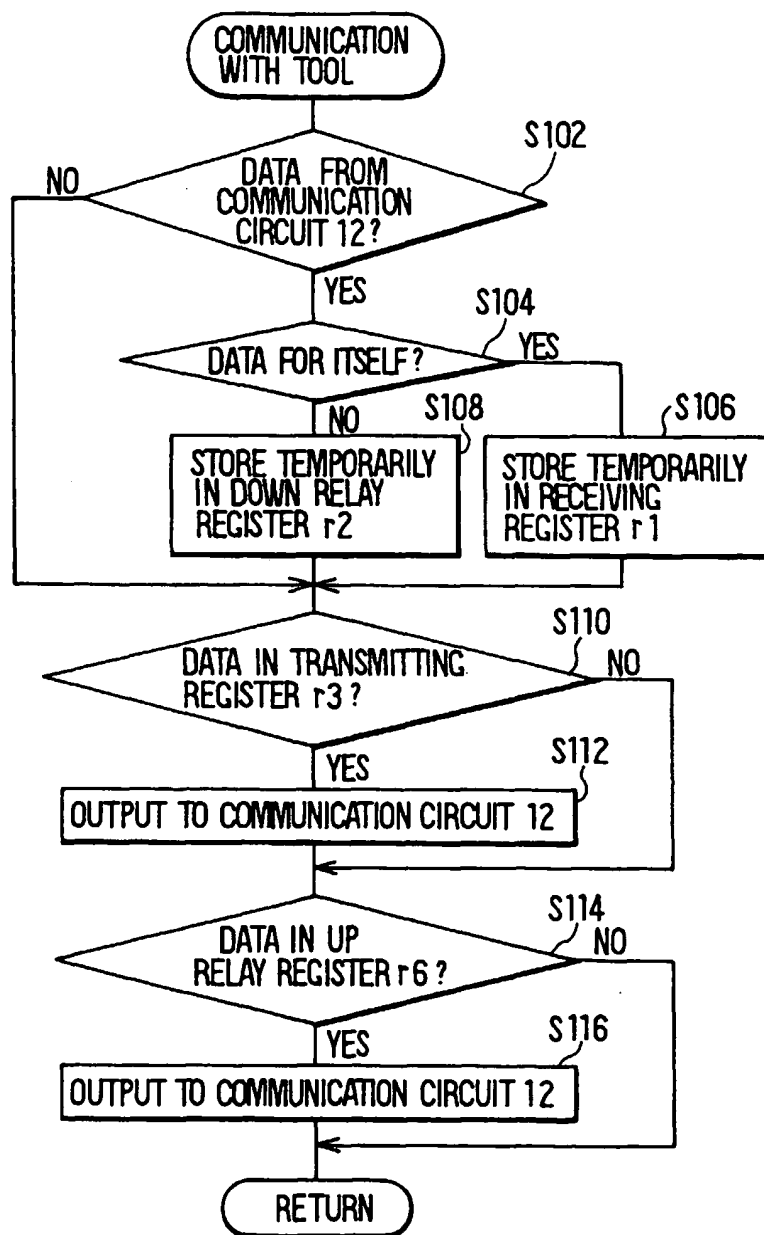 COMMUNICATION
WITH TOOL
S102
NO
DATA FROM
COMMUNICATION
CIRCUIT 12?
YES
S104
DATA FOR ITSELF?
YES
NO
S108
S106
STORE TEMPORARILY
IN DOWN RELAY
REGISTER r2
STORE TEMPORARILY
IN RECEIVING
REGISTER r1
S110
DATA IN TRANSMITTING
REGISTER r3?
NO
YES
S112
OUTPUT TO COMMUNICATION CIRCUIT 12
S114
DATA IN UP
RELAY REGISTER r6?
NO
YES
S116
OUTPUT TO COMMUNICATION CIRCUIT 12
RETURN